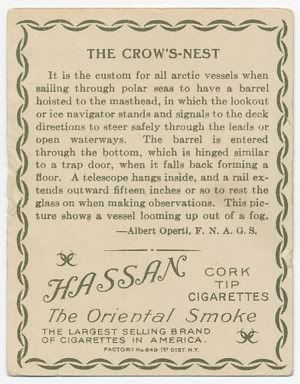 THE CROW'S-NEST
It is the custom for all arctic vessels when
sailing through polar seas to have a barrel
hoisted to the masthead, in which the lookout
or ice navigator stands and signals to the deck
directions to steer safely through the leads or
open waterways. The barrel is entered
through the bottom, which is hinged similar
to a trap door, when it falls back forming a
floor. A telescope hangs inside, and a rail ex-
tends outward fifteen inches or so to rest the
glass on when making observations. This pic-
ture shows a vessel looming up out of a fog.
—Albert Operti, F. N. A. G. S.
HASSAN
CORK
TIP
CIGARETTES
The Oriental Smoke
THE LARGEST SELLING BRAND
OF CIGARETTES IN AMERICA.
FACTORY No 649 1ST DIST. N.Y.